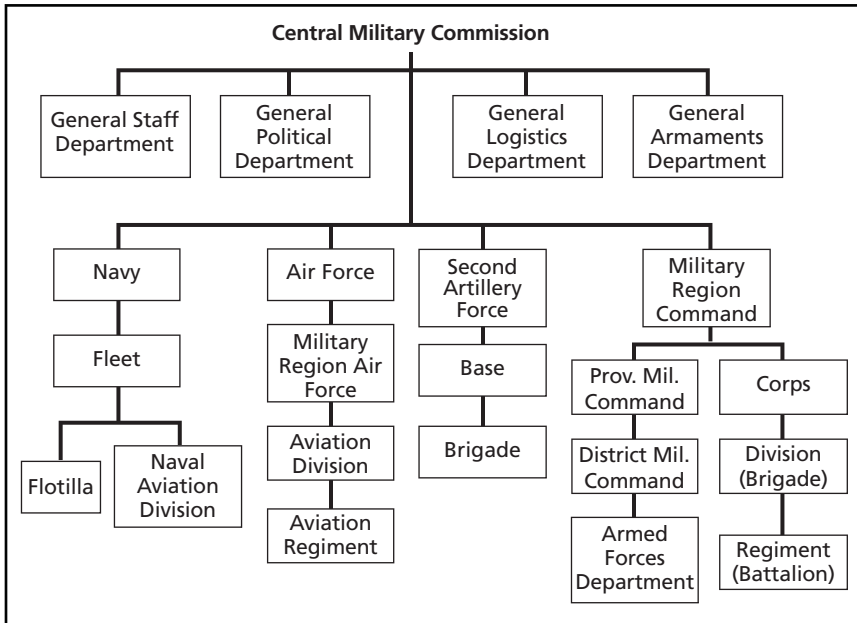 Central Military Commission
General Staff
Department
General
Political
Department
General
Logistics
Department
General
Armaments
Department
Navy
Air Force
Second
Artillery
Force
Military
Region
Command
Fleet
Military
Region Air
Force
Base
Prov. Mil.
Command
Corps
Flotilla
Naval
Aviation
Division
Aviation
Division
Brigade
District Mil.
Command
Division
(Brigade)
Aviation
Regiment
Armed
Forces
Department
Regiment
(Battalion)